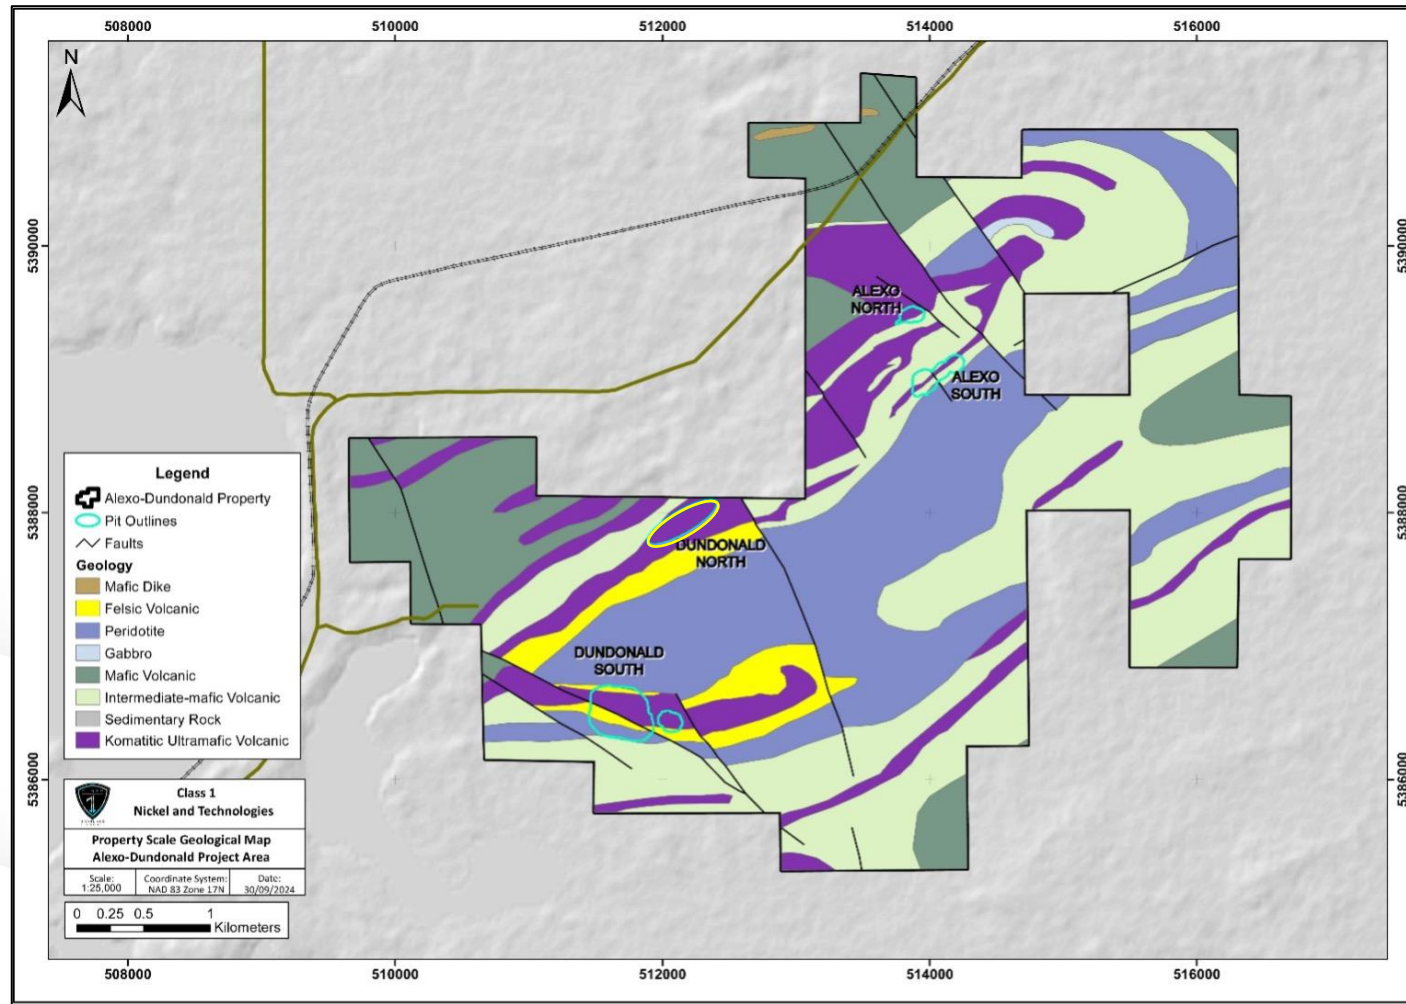 508000
510000
512000
514000
516000
N
5390000
5390000
ALEXO
NORTH
ALEXO
SOUTH
5388000
5388000
DUNDONALD
NORTH
DUNDONALD
SOUTH
5386000
5386000
Legend
Alexo-Dundonald Property
Pit Outlines
Faults
Geology
Mafic Dike
Felsic Volcanic
Peridotite
Gabbro
Mafic Volcanic
Intermediate-mafic Volcanic
Sedimentary Rock
Komatitic Ultramafic Volcanic
Class 1
Nickel and Technologies
Property Scale Geological Map
Alexo-Dundonald Project Area
Scale:
1:25,000
Coordinate System:
NAD 83 Zone 17N
Date:
30/09/2024
0 0.25 0.5 1
Kilometers
508000
510000
512000
514000
516000